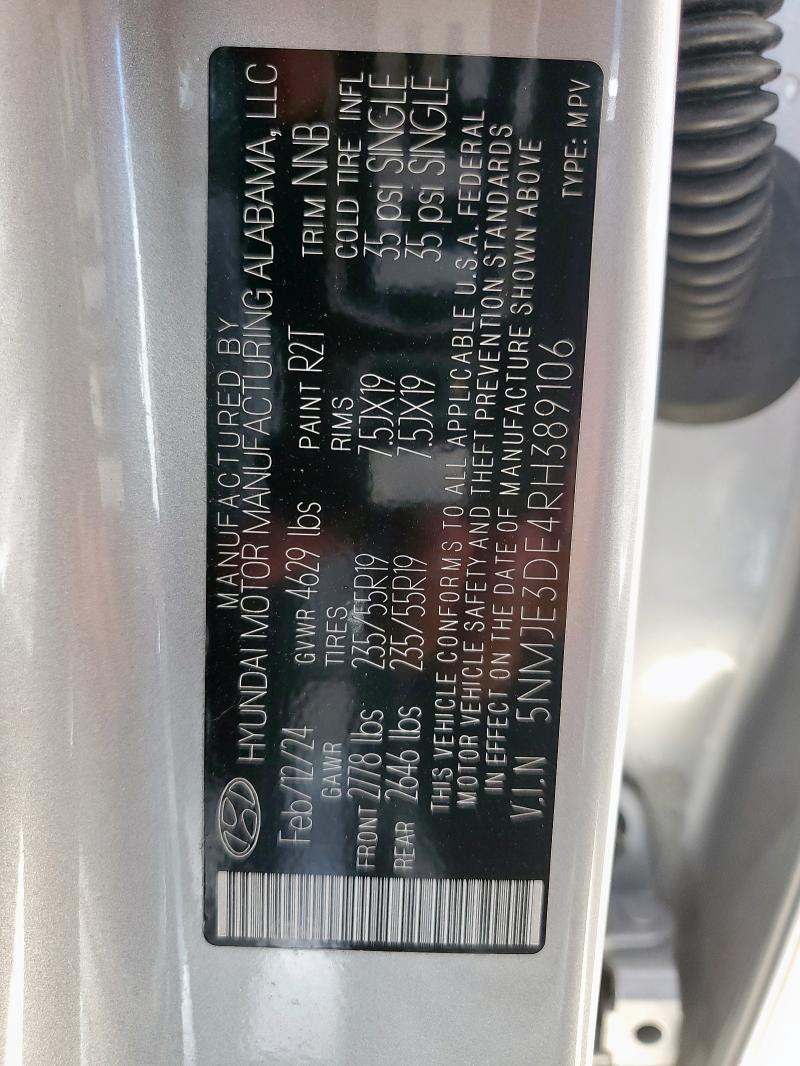 MANUFACTURED BY
HYUNDAI MOTOR MANUFACTURING ALABAMA, LLC
Feb/12/24 GVWR 4629 lbs PAINT R2T TRIM NNB
GAWR TIRES RIMS COLD TIRE INFL
FRONT 2778 lbs 235/55R19 7.5JX19 35 psi SINGLE
REAR 2646 lbs 235/55R19 7.5JX19 35 psi SINGLE
THIS VEHICLE CONFORMS TO ALL APPLICABLE U.S.A. FEDERAL
MOTOR VEHICLE SAFETY AND THEFT PREVENTION STANDARDS
IN EFFECT ON THE DATE OF MANUFACTURE SHOWN ABOVE
V.I.N 5NMJE3DE4RH389106 TYPE: MPV